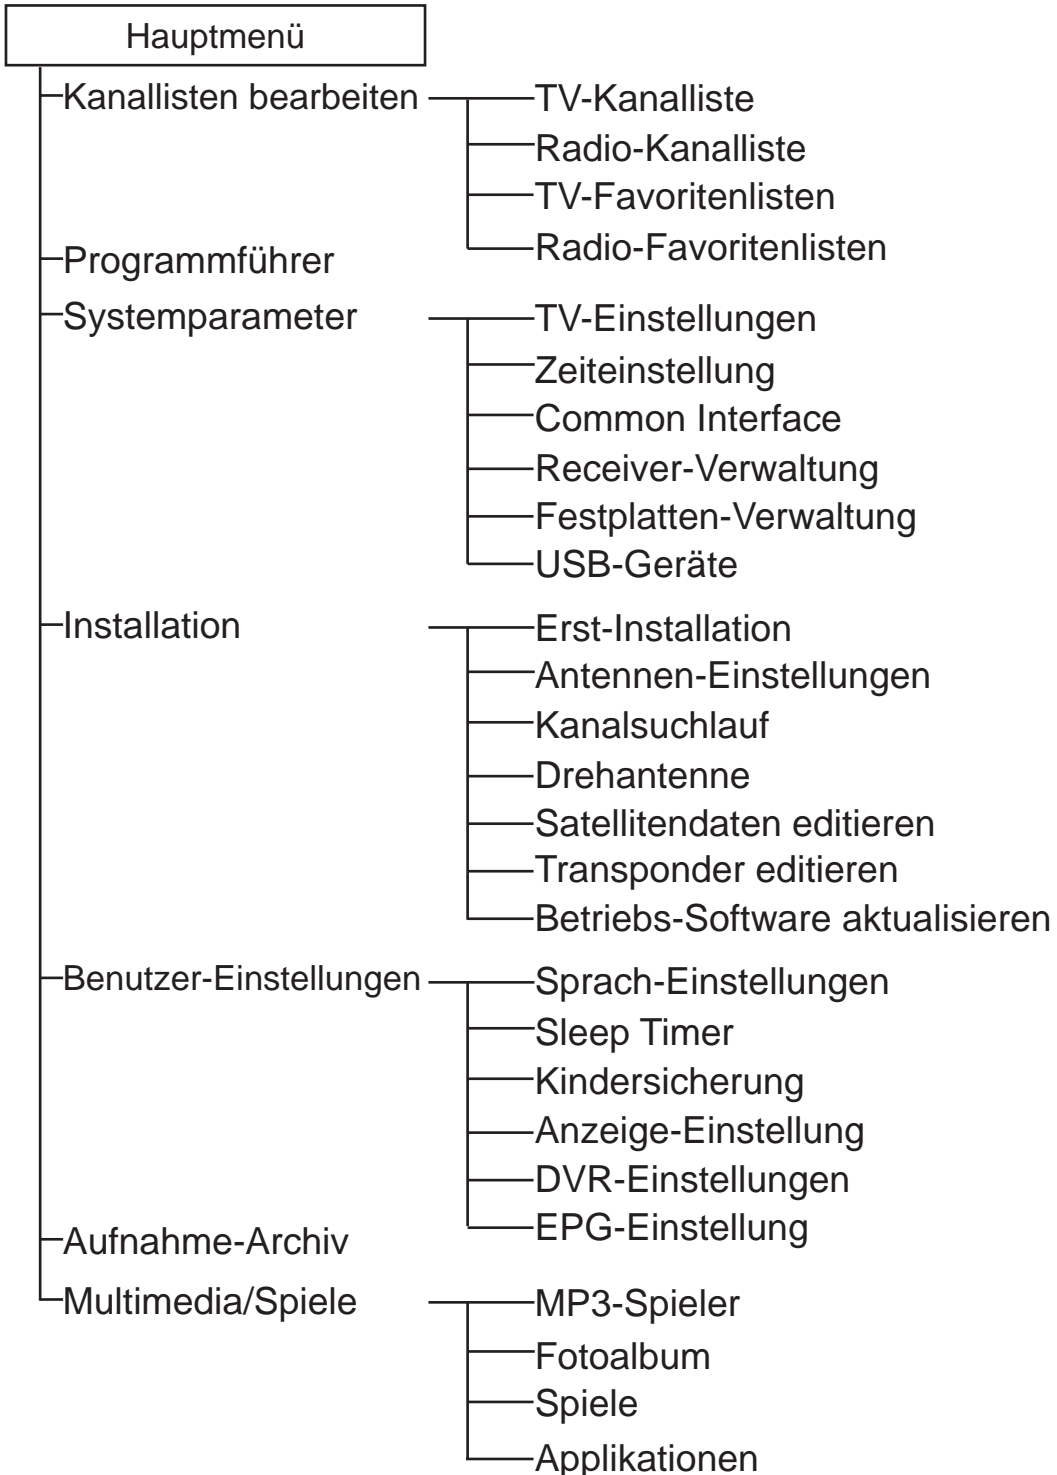 Hauptmenü
Kanallisten bearbeiten
TV-Kanalliste
Radio-Kanalliste
TV-Favoritenlisten
Radio-Favoritenlisten
Programmführer
Systemparameter
TV-Einstellungen
Zeiteinstellung
Common Interface
Receiver-Verwaltung
Festplatten-Verwaltung
USB-Geräte
Installation
Erst-Installation
Antennen-Einstellungen
Kanalsuchlauf
Drehantenne
Satellitendaten editieren
Transponder editieren
Betriebs-Software aktualisieren
Benutzer-Einstellungen
Sprach-Einstellungen
Sleep Timer
Kindersicherung
Anzeige-Einstellung
DVR-Einstellungen
EPG-Einstellung
Aufnahme-Archiv
Multimedia/Spiele
MP3-Spieler
Fotoalbum
Spiele
Applikationen